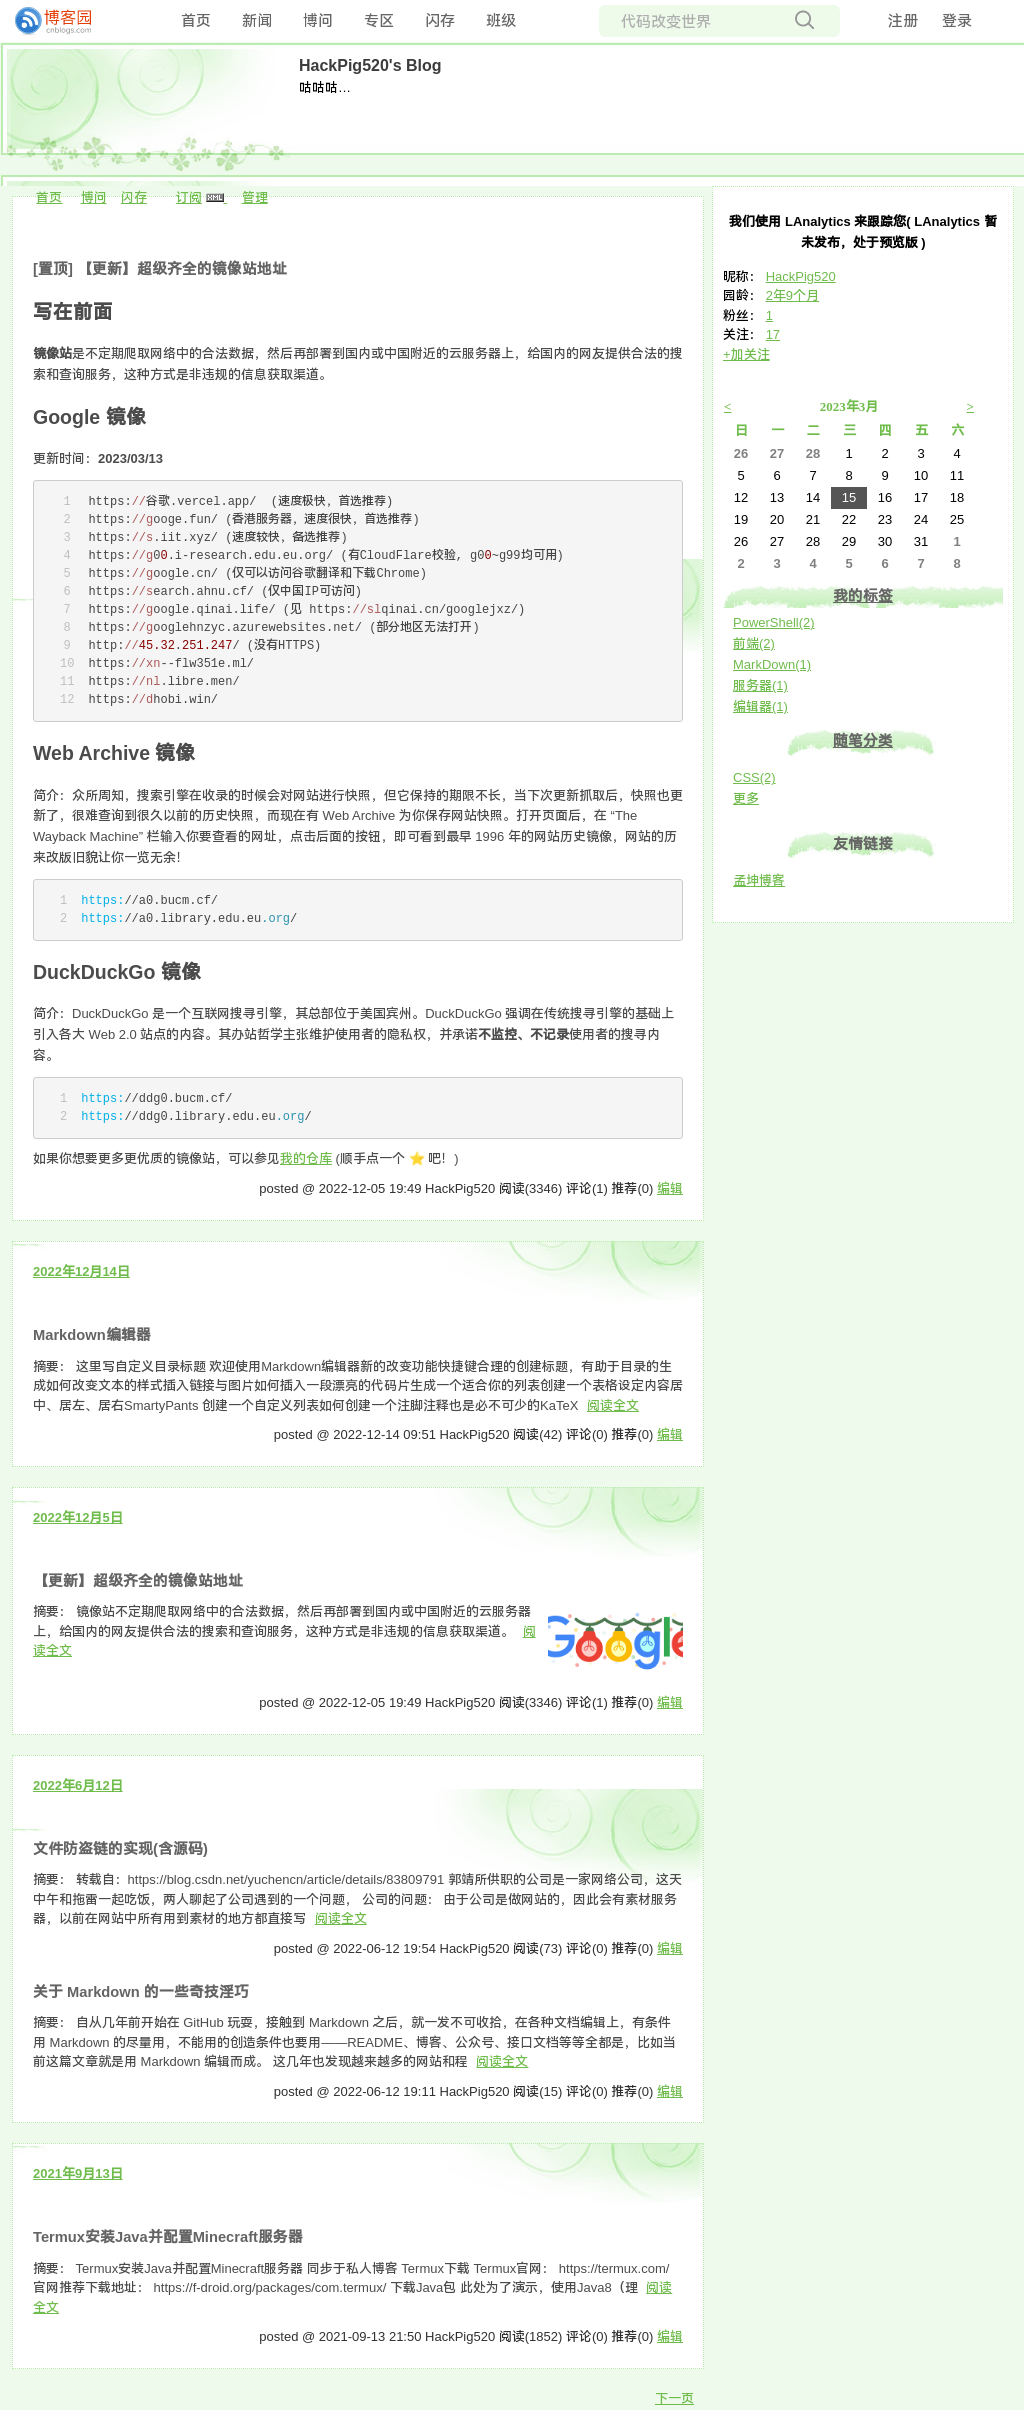 博客园
cnblogs.com
首页 新闻 博问 专区 闪存 班级
代码改变世界
注册 登录
HackPig520's Blog
咕咕咕…
首页 博问 闪存 订阅 XML 管理
[置顶] 【更新】超级齐全的镜像站地址
写在前面
镜像站是不定期爬取网络中的合法数据，然后再部署到国内或中国附近的云服务器上，给国内的网友提供合法的搜
索和查询服务，这种方式是非违规的信息获取渠道。
Google 镜像
更新时间：2023/03/13
1 https://谷歌.vercel.app/ (速度极快，首选推荐)
2 https://googe.fun/ (香港服务器，速度很快，首选推荐)
3 https://s.iit.xyz/ (速度较快，备选推荐)
4 https://g00.i-research.edu.eu.org/ (有CloudFlare校验, g00~g99均可用)
5 https://google.cn/ (仅可以访问谷歌翻译和下载Chrome)
6 https://search.ahnu.cf/ (仅中国IP可访问)
7 https://google.qinai.life/ (见 https://slqinai.cn/googlejxz/)
8 https://googlehnzyc.azurewebsites.net/ (部分地区无法打开)
9 http://45.32.251.247/ (没有HTTPS)
10 https://xn--flw351e.ml/
11 https://nl.libre.men/
12 https://dhobi.win/
Web Archive 镜像
简介：众所周知，搜索引擎在收录的时候会对网站进行快照，但它保持的期限不长，当下次更新抓取后，快照也更
新了，很难查询到很久以前的历史快照，而现在有 Web Archive 为你保存网站快照。打开页面后，在 “The
Wayback Machine” 栏输入你要查看的网址，点击后面的按钮，即可看到最早 1996 年的网站历史镜像，网站的历
来改版旧貌让你一览无余！
1 https://a0.bucm.cf/
2 https://a0.library.edu.eu.org/
DuckDuckGo 镜像
简介：DuckDuckGo 是一个互联网搜寻引擎，其总部位于美国宾州。DuckDuckGo 强调在传统搜寻引擎的基础上
引入各大 Web 2.0 站点的内容。其办站哲学主张维护使用者的隐私权，并承诺不监控、不记录使用者的搜寻内
容。
1 https://ddg0.bucm.cf/
2 https://ddg0.library.edu.eu.org/
如果你想要更多更优质的镜像站，可以参见我的仓库 (顺手点一个 ⭐ 吧！)
posted @ 2022-12-05 19:49 HackPig520 阅读(3346) 评论(1) 推荐(0) 编辑
2022年12月14日
Markdown编辑器
摘要： 这里写自定义目录标题 欢迎使用Markdown编辑器新的改变功能快捷键合理的创建标题，有助于目录的生
成如何改变文本的样式插入链接与图片如何插入一段漂亮的代码片生成一个适合你的列表创建一个表格设定内容居
中、居左、居右SmartyPants 创建一个自定义列表如何创建一个注脚注释也是必不可少的KaTeX 阅读全文
posted @ 2022-12-14 09:51 HackPig520 阅读(42) 评论(0) 推荐(0) 编辑
2022年12月5日
【更新】超级齐全的镜像站地址
摘要： 镜像站不定期爬取网络中的合法数据，然后再部署到国内或中国附近的云服务器
上，给国内的网友提供合法的搜索和查询服务，这种方式是非违规的信息获取渠道。 阅
读全文
Google
posted @ 2022-12-05 19:49 HackPig520 阅读(3346) 评论(1) 推荐(0) 编辑
2022年6月12日
文件防盗链的实现(含源码)
摘要： 转载自：https://blog.csdn.net/yuchencn/article/details/83809791 郭靖所供职的公司是一家网络公司，这天
中午和拖雷一起吃饭，两人聊起了公司遇到的一个问题， 公司的问题： 由于公司是做网站的，因此会有素材服务
器，以前在网站中所有用到素材的地方都直接写 阅读全文
posted @ 2022-06-12 19:54 HackPig520 阅读(73) 评论(0) 推荐(0) 编辑
关于 Markdown 的一些奇技淫巧
摘要： 自从几年前开始在 GitHub 玩耍，接触到 Markdown 之后，就一发不可收拾，在各种文档编辑上，有条件
用 Markdown 的尽量用，不能用的创造条件也要用——README、博客、公众号、接口文档等等全都是，比如当
前这篇文章就是用 Markdown 编辑而成。 这几年也发现越来越多的网站和程 阅读全文
posted @ 2022-06-12 19:11 HackPig520 阅读(15) 评论(0) 推荐(0) 编辑
2021年9月13日
Termux安装Java并配置Minecraft服务器
摘要： Termux安装Java并配置Minecraft服务器 同步于私人博客 Termux下载 Termux官网： https://termux.com/
官网推荐下载地址： https://f-droid.org/packages/com.termux/ 下载Java包 此处为了演示，使用Java8（理 阅读
全文
posted @ 2021-09-13 21:50 HackPig520 阅读(1852) 评论(0) 推荐(0) 编辑
下一页
我们使用 LAnalytics 来跟踪您( LAnalytics 暂
未发布，处于预览版 )
昵称： HackPig520
园龄： 2年9个月
粉丝： 1
关注： 17
+加关注
< 2023年3月 >
日 一 二 三 四 五 六
26 27 28 1 2 3 4
5 6 7 8 9 10 11
12 13 14 15 16 17 18
19 20 21 22 23 24 25
26 27 28 29 30 31 1
2 3 4 5 6 7 8
我的标签
PowerShell(2)
前端(2)
MarkDown(1)
服务器(1)
编辑器(1)
随笔分类
CSS(2)
更多
友情链接
孟坤博客